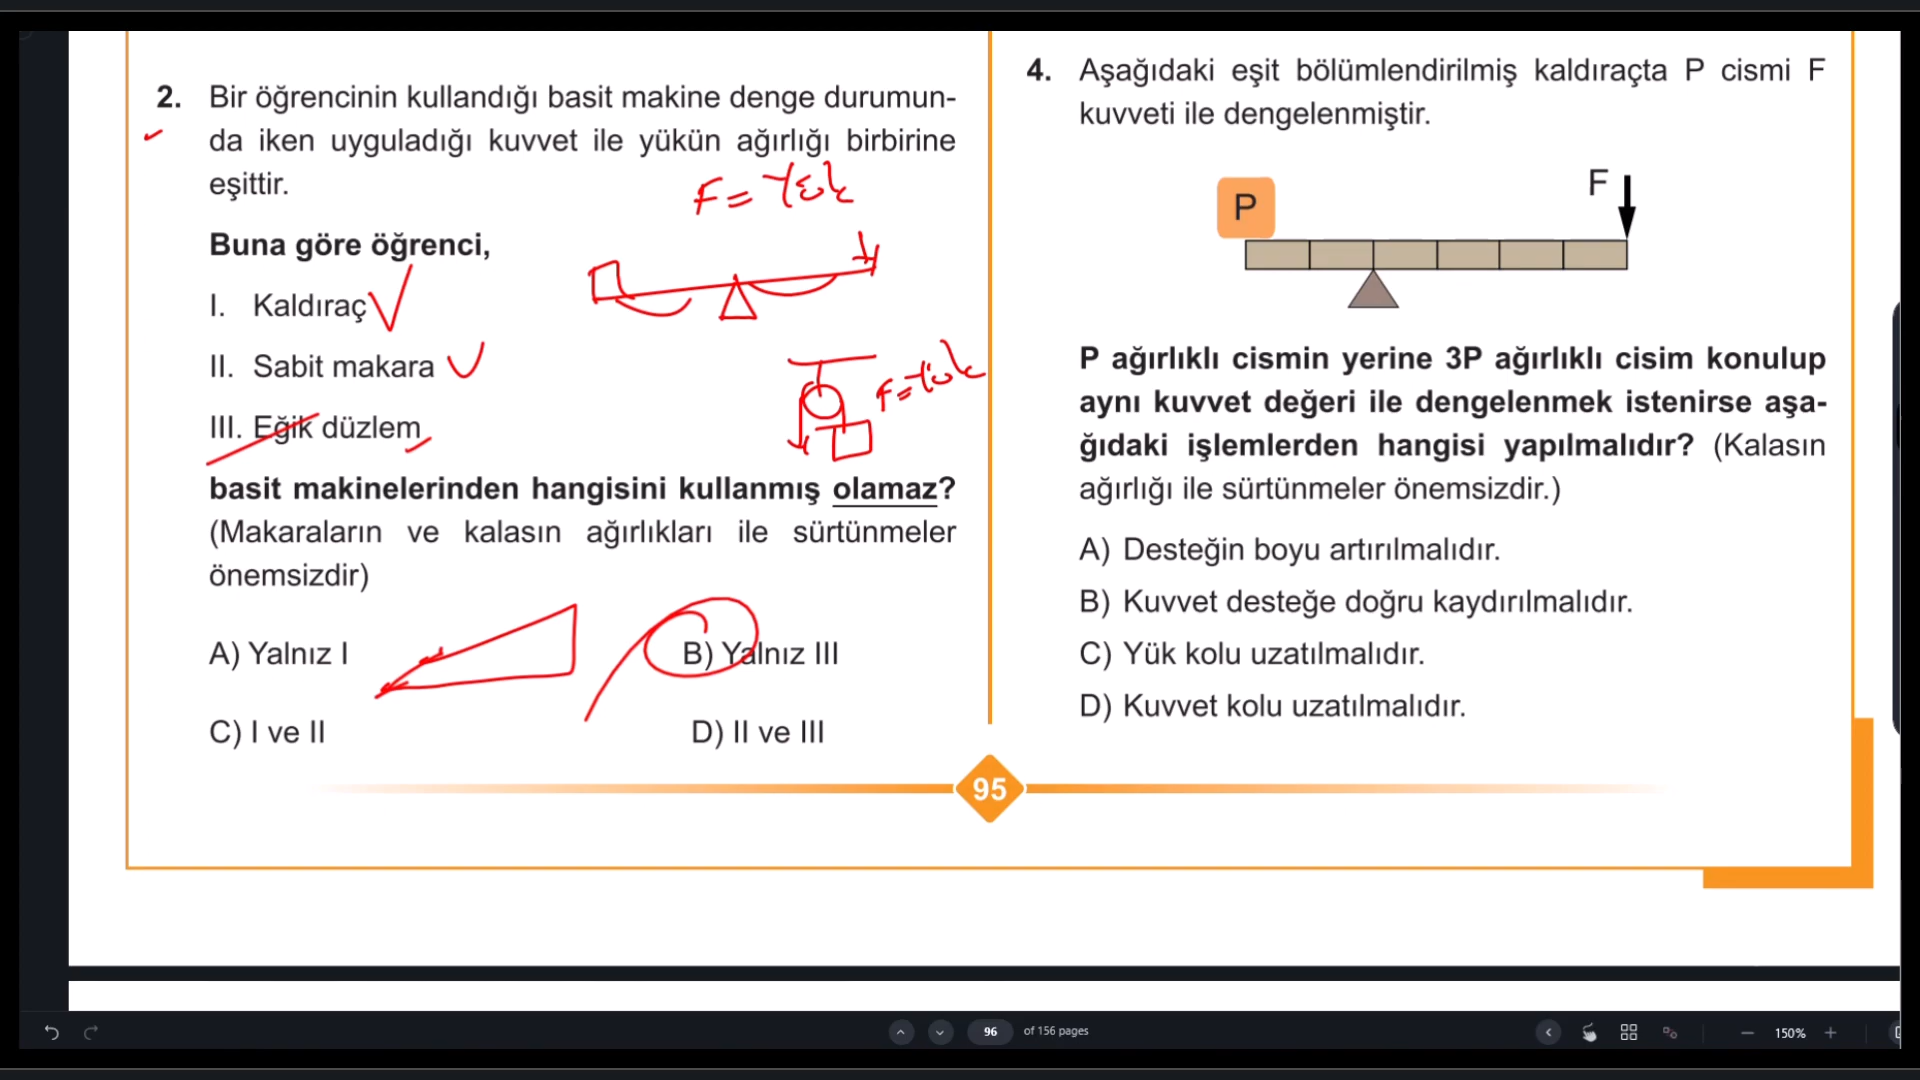 2. Bir öğrencinin kullandığı basit makine denge durumun-
da iken uyguladığı kuvvet ile yükün ağırlığı birbirine
eşittir.
F = Yük
Buna göre öğrenci,
I. Kaldıraç
II. Sabit makara
F = Yük
III. Eğik düzlem
basit makinelerinden hangisini kullanmış olamaz?
(Makaraların ve kalasın ağırlıkları ile sürtünmeler
önemsizdir)
A) Yalnız I
B) Yalnız III
C) I ve II
D) II ve III
4. Aşağıdaki eşit bölümlendirilmiş kaldıraçta P cismi F
kuvveti ile dengelenmiştir.
P
F
P ağırlıklı cismin yerine 3P ağırlıklı cisim konulup
aynı kuvvet değeri ile dengelenmek istenirse aşa-
ğıdaki işlemlerden hangisi yapılmalıdır? (Kalasın
ağırlığı ile sürtünmeler önemsizdir.)
A) Desteğin boyu artırılmalıdır.
B) Kuvvet desteğe doğru kaydırılmalıdır.
C) Yük kolu uzatılmalıdır.
D) Kuvvet kolu uzatılmalıdır.
95
96 of 156 pages
150%